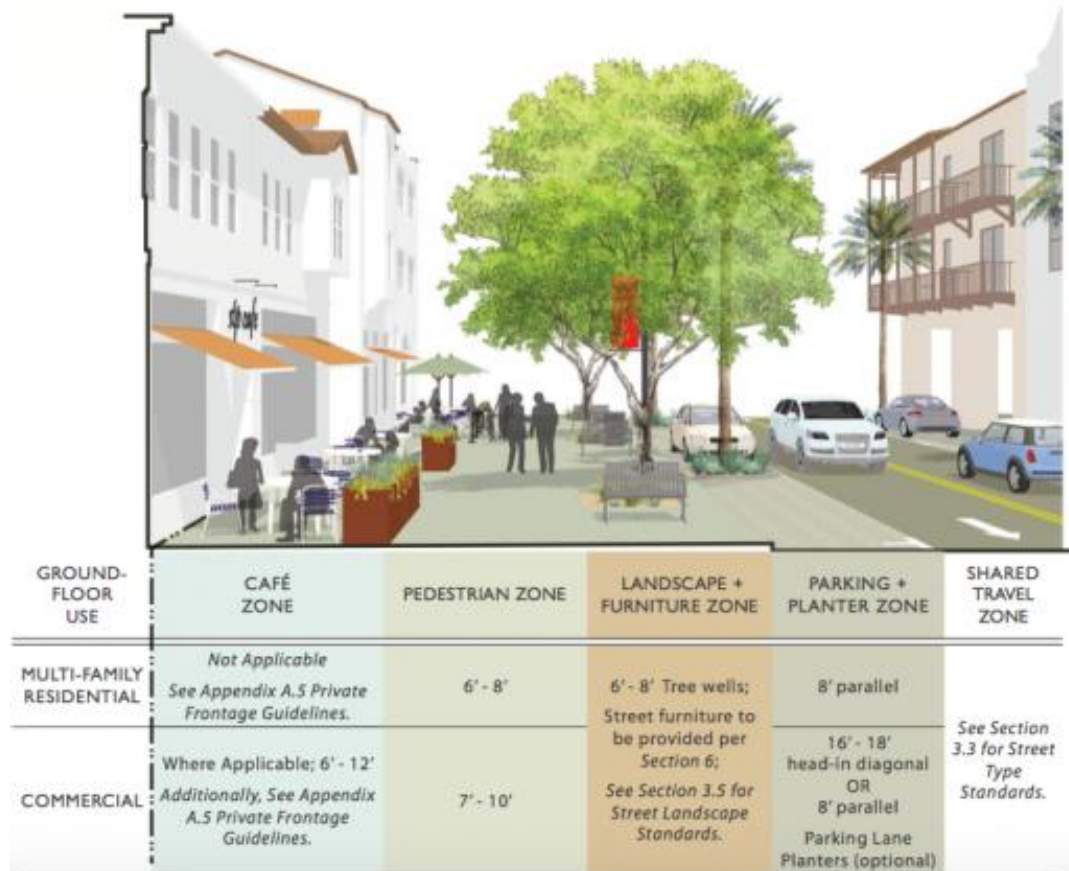 GROUND-
FLOOR
USE
CAFÉ
ZONE
PEDESTRIAN ZONE
LANDSCAPE +
FURNITURE ZONE
PARKING +
PLANTER ZONE
SHARED
TRAVEL
ZONE
MULTI-FAMILY
RESIDENTIAL
Not Applicable
See Appendix A.5 Private
Frontage Guidelines.
6' - 8'
6' - 8' Tree wells;
Street furniture to
be provided per
Section 6;
See Section 3.5 for
Street Landscape
Standards.
8' parallel
See Section
3.3 for Street
Type
Standards.
COMMERCIAL
Where Applicable; 6' - 12'
Additionally, See Appendix
A.5 Private Frontage
Guidelines.
7' - 10'
16' - 18'
head-in diagonal
OR
8' parallel
Parking Lane
Planters (optional)